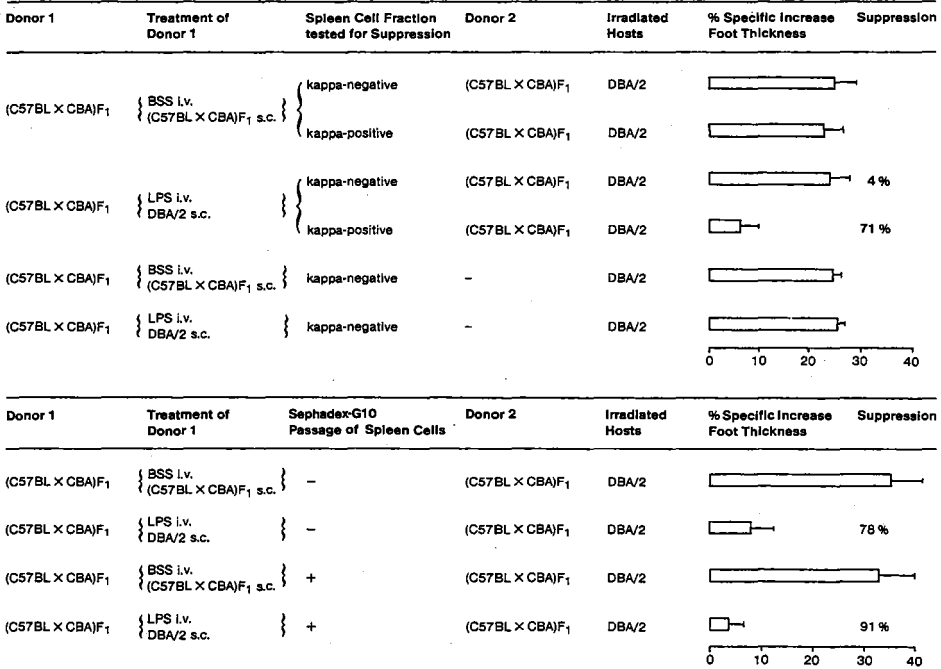 Donor 1 Treatment of Donor 1 Spleen Cell Fraction tested for Suppression Donor 2 Irradiated Hosts % Specific Increase Foot Thickness Suppression
(C57BL × CBA)F1 { BSS i.v. (C57BL × CBA)F1 s.c. } { kappa-negative (C57BL × CBA)F1 DBA/2
kappa-positive (C57BL × CBA)F1 DBA/2
(C57BL × CBA)F1 { LPS i.v. DBA/2 s.c. } { kappa-negative (C57BL × CBA)F1 DBA/2 4 %
kappa-positive (C57BL × CBA)F1 DBA/2 71 %
(C57BL × CBA)F1 { BSS i.v. (C57BL × CBA)F1 s.c. } kappa-negative – DBA/2
(C57BL × CBA)F1 { LPS i.v. DBA/2 s.c. } kappa-negative – DBA/2
0 10 20 30 40
Donor 1 Treatment of Donor 1 Sephadex-G10 Passage of Spleen Cells Donor 2 Irradiated Hosts % Specific Increase Foot Thickness Suppression
(C57BL × CBA)F1 { BSS i.v. (C57BL × CBA)F1 s.c. } – (C57BL × CBA)F1 DBA/2
(C57BL × CBA)F1 { LPS i.v. DBA/2 s.c. } – (C57BL × CBA)F1 DBA/2 78 %
(C57BL × CBA)F1 { BSS i.v. (C57BL × CBA)F1 s.c. } + (C57BL × CBA)F1 DBA/2
(C57BL × CBA)F1 { LPS i.v. DBA/2 s.c. } + (C57BL × CBA)F1 DBA/2 91 %
0 10 20 30 40